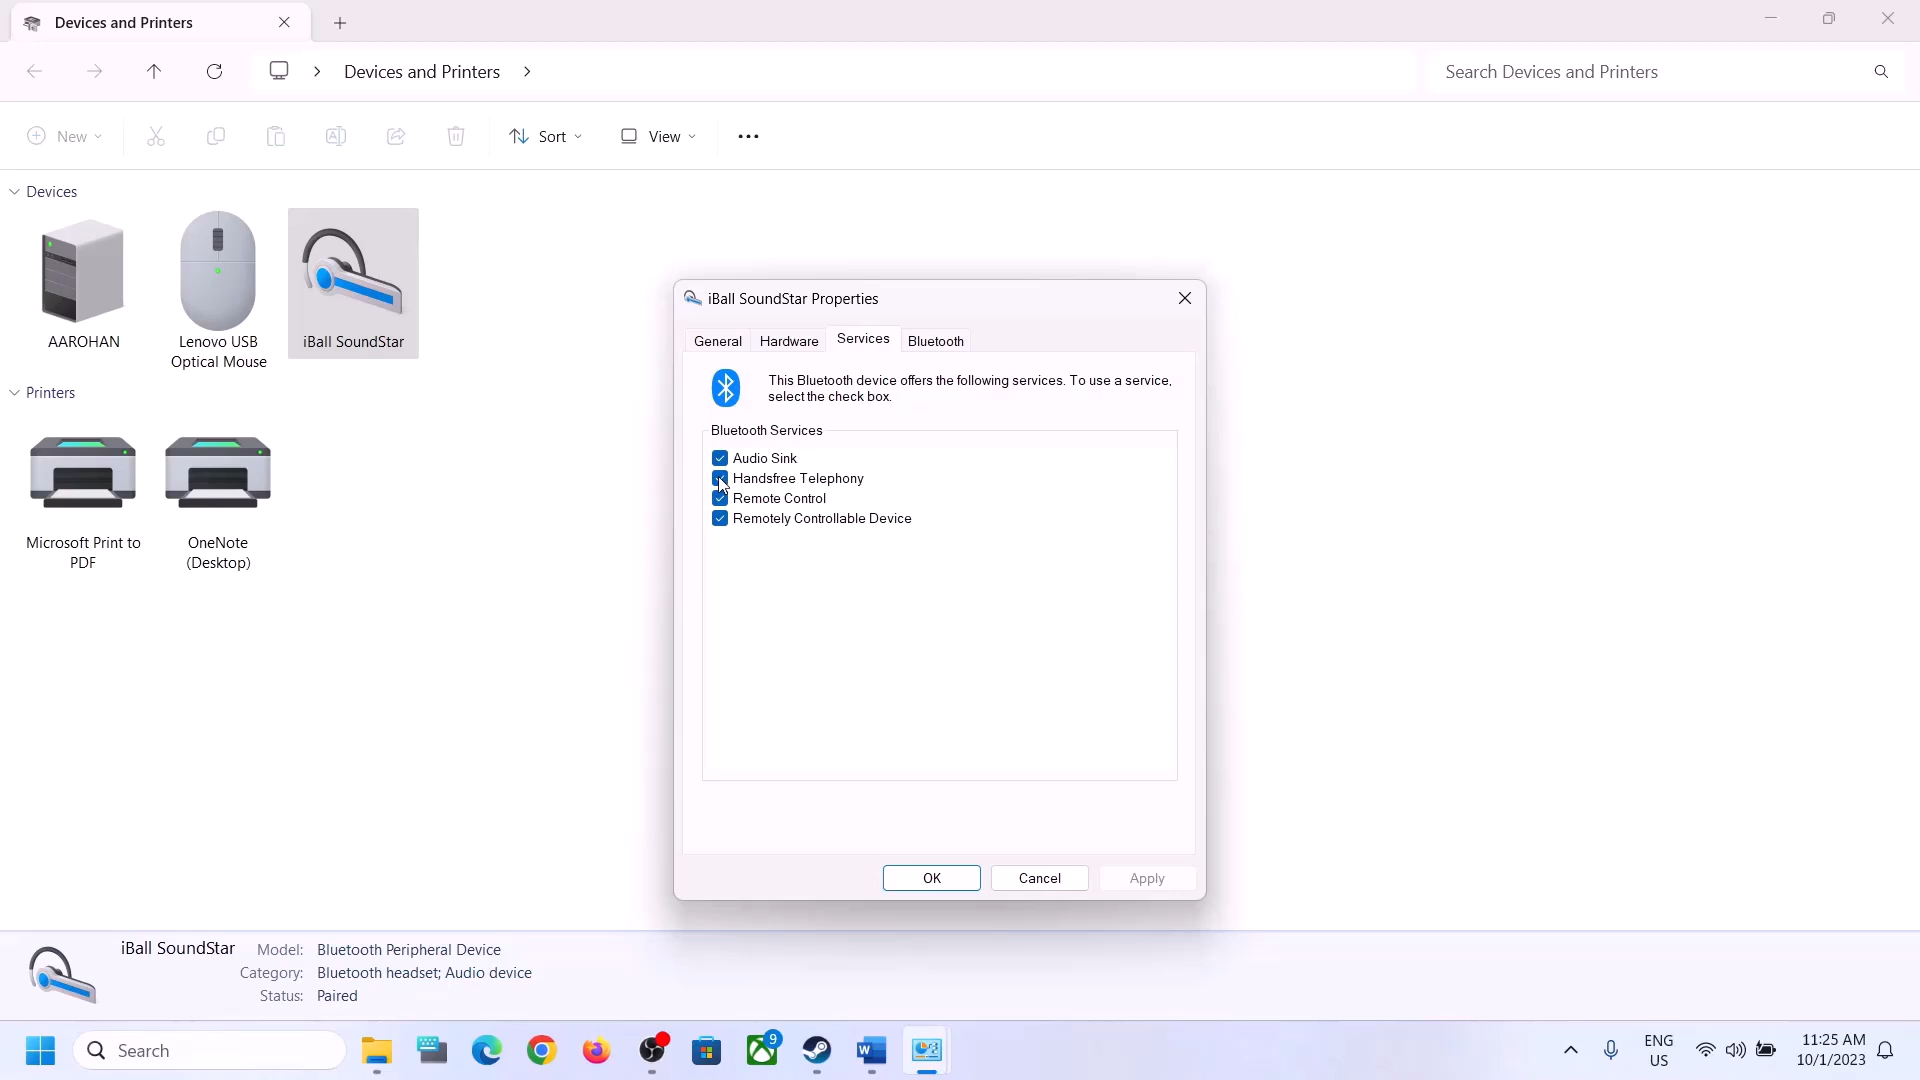 Devices and Printers
Devices and Printers
Search Devices and Printers
New
Sort
View
Devices
AAROHAN
Lenovo USB
Optical Mouse
iBall SoundStar
Printers
Microsoft Print to
PDF
OneNote
(Desktop)
iBall SoundStar Properties
General
Hardware
Services
Bluetooth
This Bluetooth device offers the following services. To use a service,
select the check box.
Bluetooth Services
Audio Sink
Handsfree Telephony
Remote Control
Remotely Controllable Device
OK
Cancel
Apply
iBall SoundStar
Model: Bluetooth Peripheral Device
Category: Bluetooth headset; Audio device
Status: Paired
Search
9
ENG
US
11:25 AM
10/1/2023